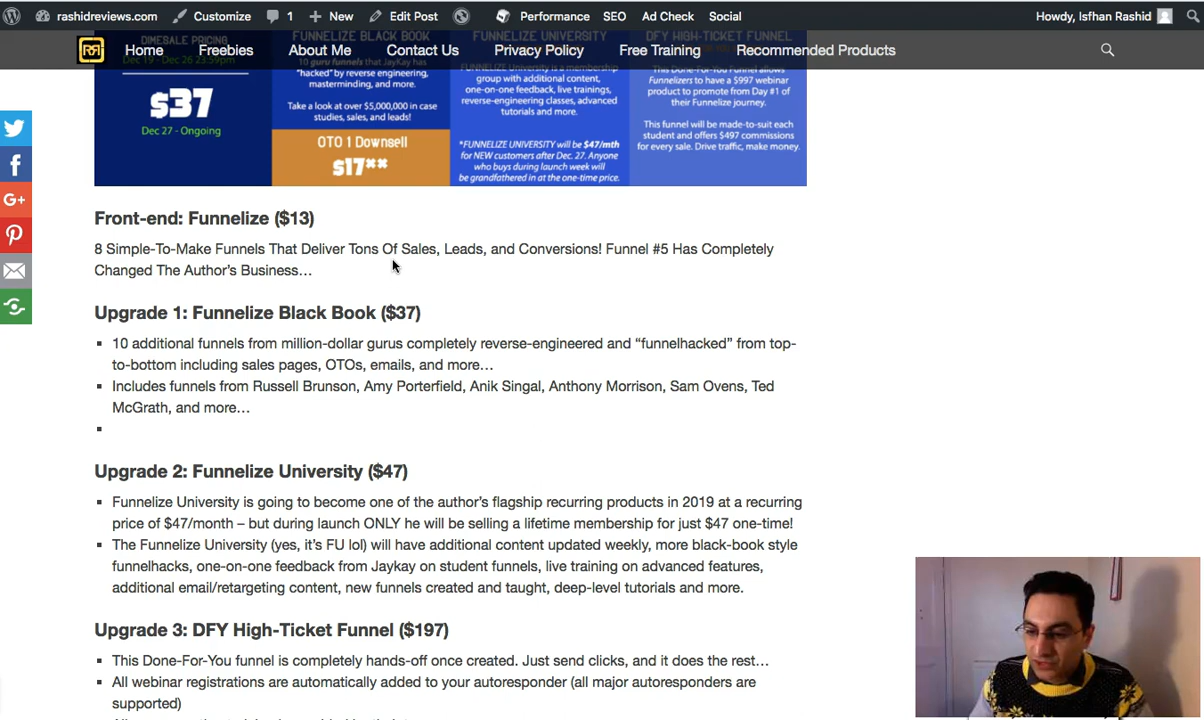 rashidreviews.com Customize 1 New Edit Post Performance SEO Ad Check Social Howdy, Isfhan Rashid
RR Home Freebies About Me Contact Us Privacy Policy Free Training Recommended Products
DIMESALE PRICING FUNNELIZE BLACK BOOK FUNNELIZE UNIVERSITY DFY HIGH-TICKET FUNNEL
Dec 19 - Dec 26 23:59pm
$37
Dec 27 - Ongoing
10 guru funnels that JayKay has
"hacked" by reverse engineering,
masterminding, and more.
Take a look at over $5,000,000 in case
studies, sales, and leads!
OTO 1 Downsell
$17**
FUNNELIZE UNIVERSITY is a membership
group with additional content,
one-on-one feedback, live trainings,
reverse-engineering classes, advanced
tutorials and more.
*FUNNELIZE UNIVERSITY will be $47/mth
for NEW customers after Dec. 27. Anyone
who buys during launch week will
be grandfathered in at the one-time price.
This Done-For-You Funnel allows
Funnelizers to have a $997 webinar
product to promote from Day #1 of
their Funnelize journey.
This funnel will be made-to-suit each
student and offers $497 commissions
for every sale. Drive traffic, make money.
Front-end: Funnelize ($13)
8 Simple-To-Make Funnels That Deliver Tons Of Sales, Leads, and Conversions! Funnel #5 Has Completely
Changed The Author's Business…
Upgrade 1: Funnelize Black Book ($37)
10 additional funnels from million-dollar gurus completely reverse-engineered and “funnelhacked” from top-
to-bottom including sales pages, OTOs, emails, and more…
Includes funnels from Russell Brunson, Amy Porterfield, Anik Singal, Anthony Morrison, Sam Ovens, Ted
McGrath, and more…
Upgrade 2: Funnelize University ($47)
Funnelize University is going to become one of the author's flagship recurring products in 2019 at a recurring
price of $47/month – but during launch ONLY he will be selling a lifetime membership for just $47 one-time!
The Funnelize University (yes, it's FU lol) will have additional content updated weekly, more black-book style
funnelhacks, one-on-one feedback from Jaykay on student funnels, live training on advanced features,
additional email/retargeting content, new funnels created and taught, deep-level tutorials and more.
Upgrade 3: DFY High-Ticket Funnel ($197)
This Done-For-You funnel is completely hands-off once created. Just send clicks, and it does the rest…
All webinar registrations are automatically added to your autoresponder (all major autoresponders are
supported)